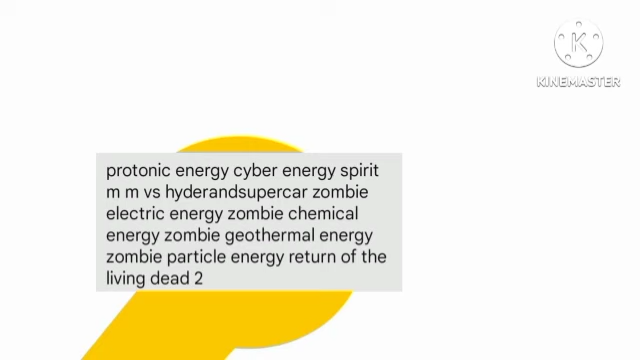 K
KINEMASTER
protonic energy cyber energy spirit
m m vs hyderandsupercar zombie
electric energy zombie chemical
energy zombie geothermal energy
zombie particle energy return of the
living dead 2